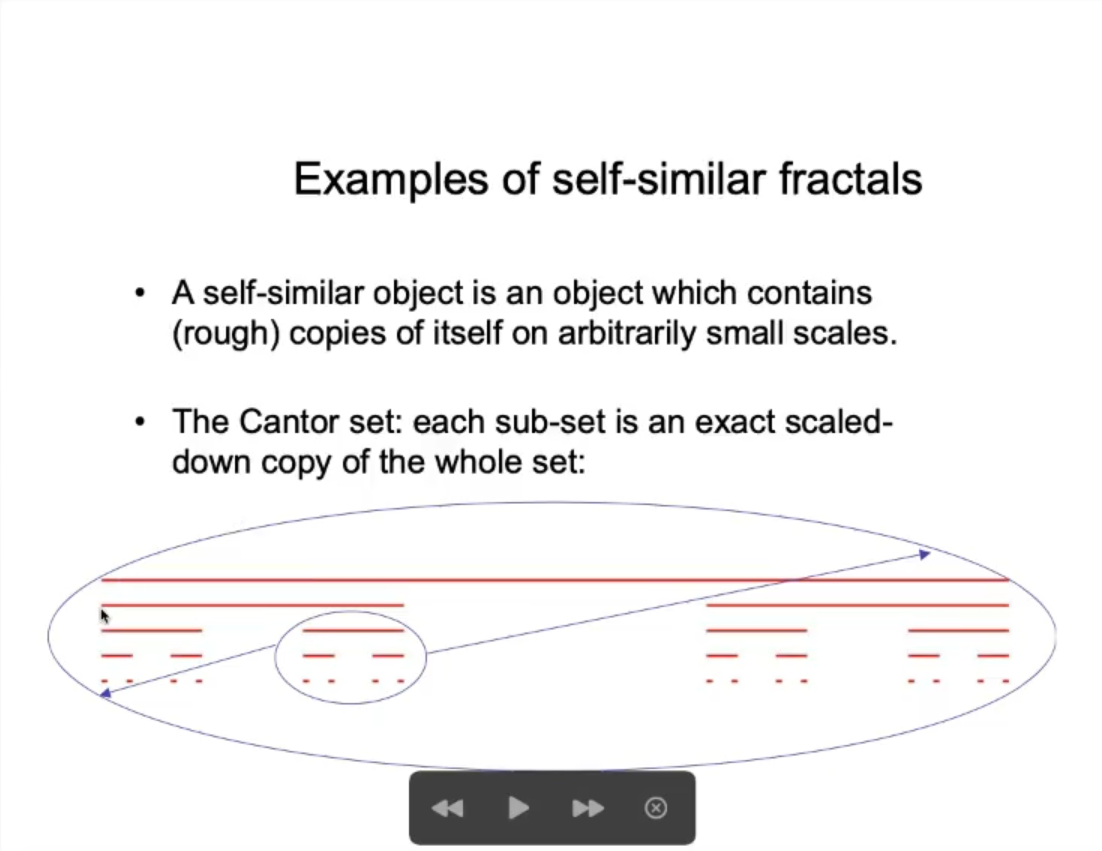 Examples of self-similar fractals
• A self-similar object is an object which contains
(rough) copies of itself on arbitrarily small scales.
• The Cantor set: each sub-set is an exact scaled-
down copy of the whole set: